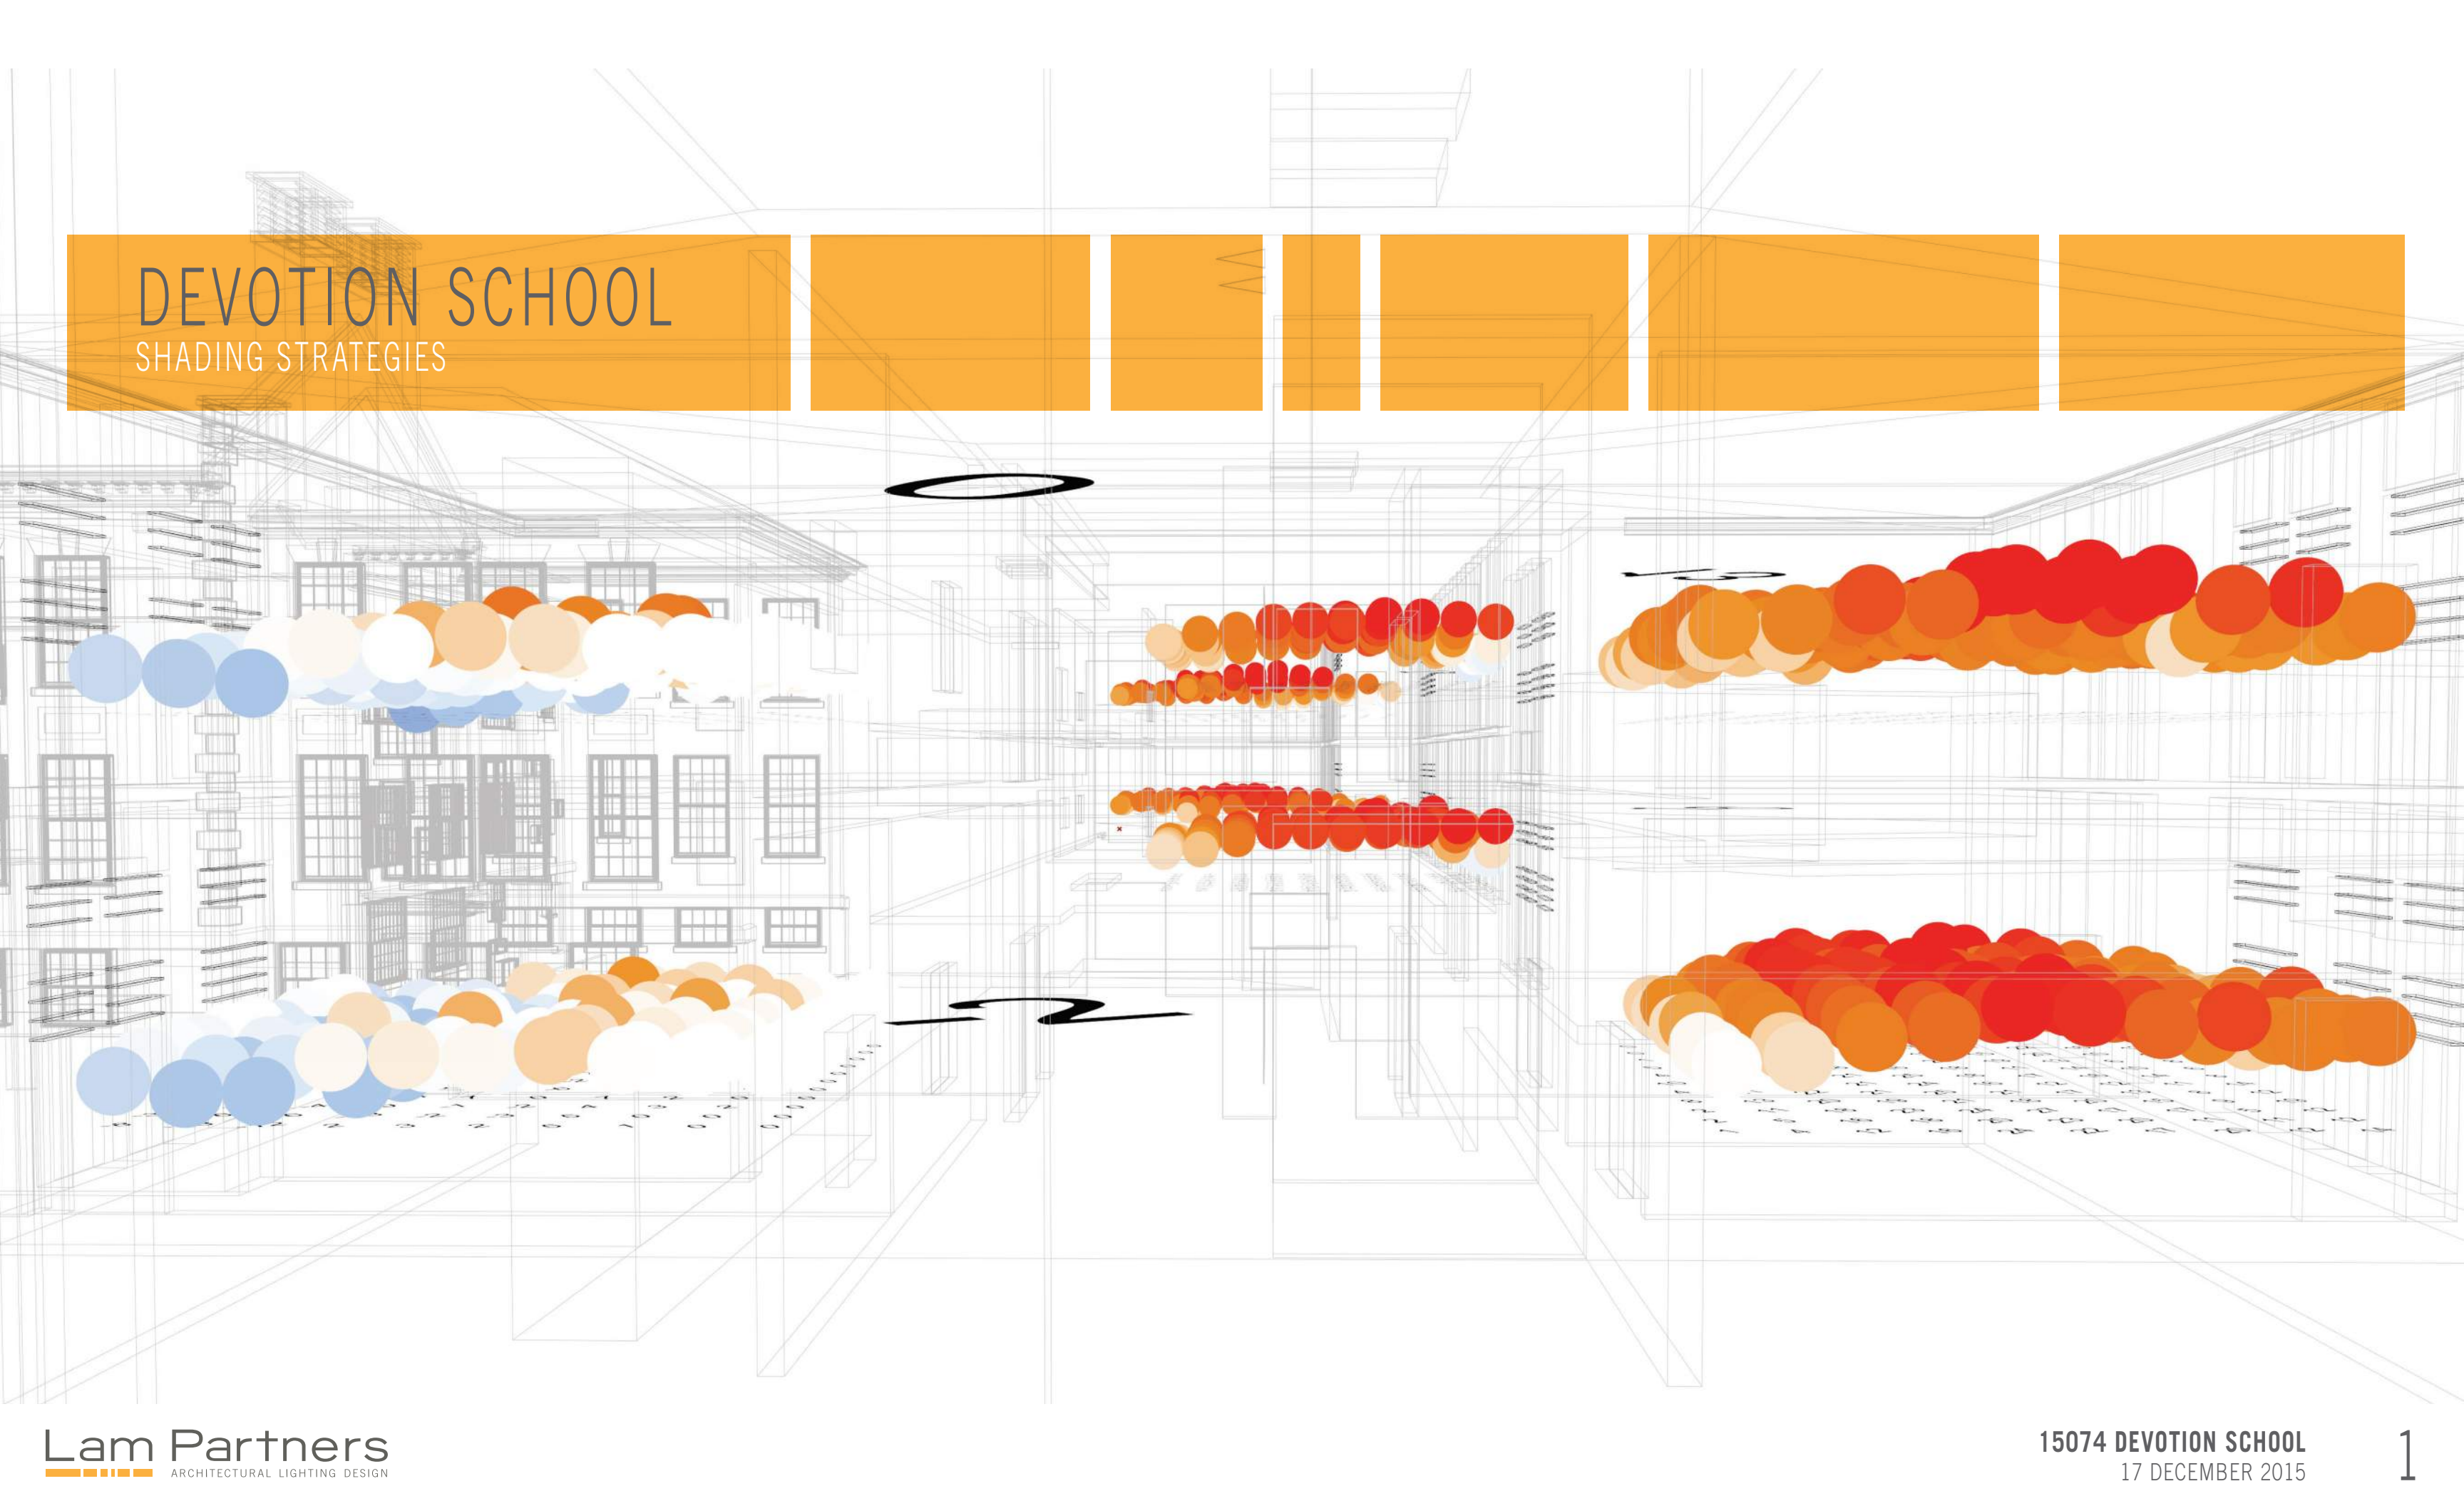 DEVOTION SCHOOL
SHADING STRATEGIES
Lam Partners
ARCHITECTURAL LIGHTING DESIGN
15074 DEVOTION SCHOOL
17 DECEMBER 2015
1